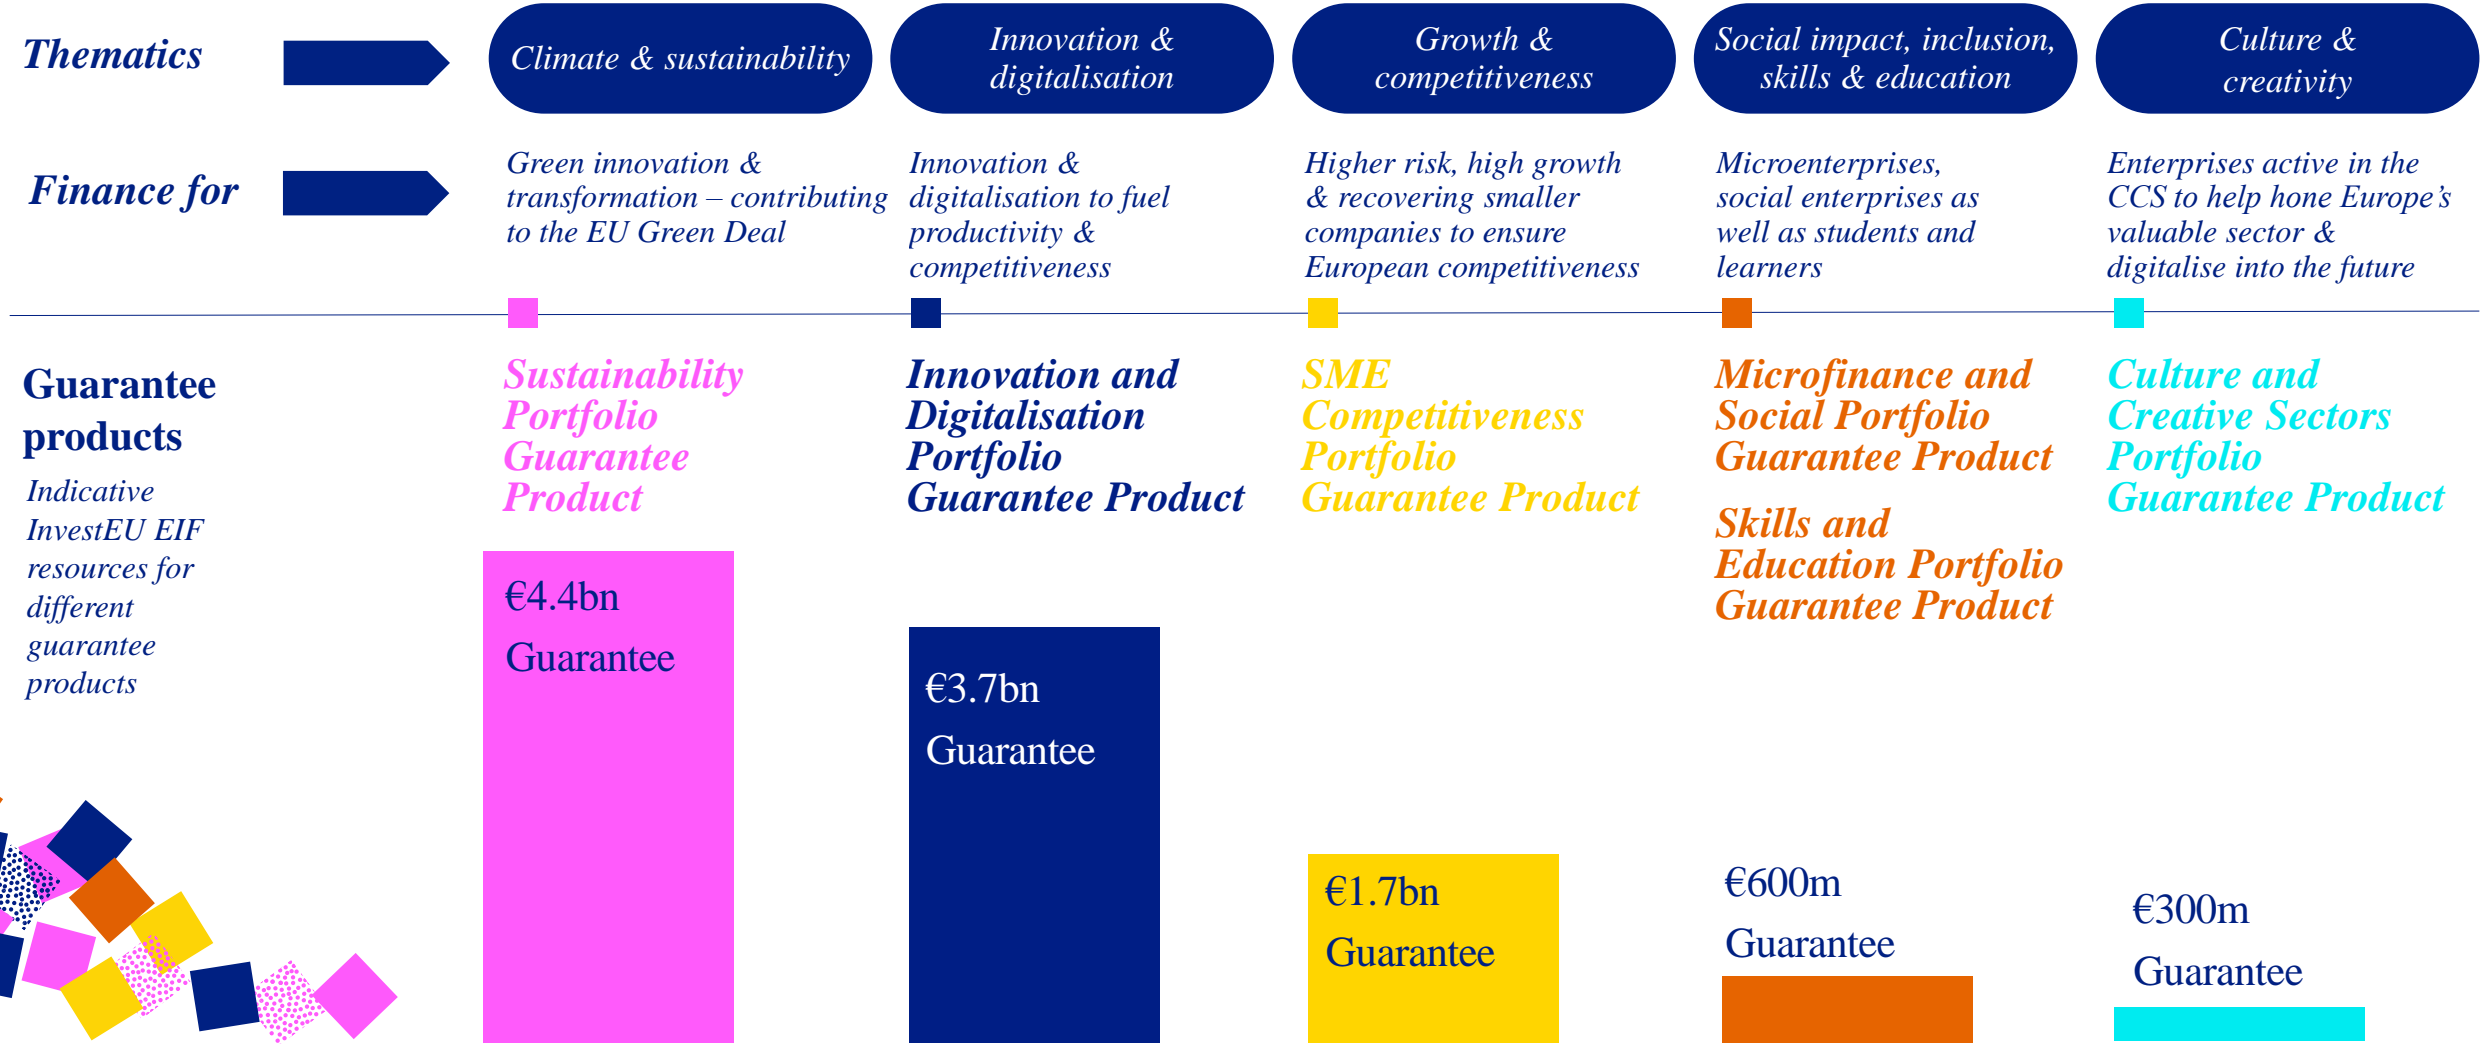 Thematics
Climate & sustainability
Innovation &
digitalisation
Growth &
competitiveness
Social impact, inclusion,
skills & education
Culture &
creativity
Finance for
Green innovation &
transformation – contributing
to the EU Green Deal
Innovation &
digitalisation to fuel
productivity &
competitiveness
Higher risk, high growth
& recovering smaller
companies to ensure
European competitiveness
Microenterprises,
social enterprises as
well as students and
learners
Enterprises active in the
CCS to help hone Europe’s
valuable sector &
digitalise into the future
Guarantee
products
Indicative
InvestEU EIF
resources for
different
guarantee
products
Sustainability
Portfolio
Guarantee
Product
€4.4bn
Guarantee
Innovation and
Digitalisation
Portfolio
Guarantee Product
€3.7bn
Guarantee
SME
Competitiveness
Portfolio
Guarantee Product
€1.7bn
Guarantee
Microfinance and
Social Portfolio
Guarantee Product
Skills and
Education Portfolio
Guarantee Product
€600m
Guarantee
Culture and
Creative Sectors
Portfolio
Guarantee Product
€300m
Guarantee